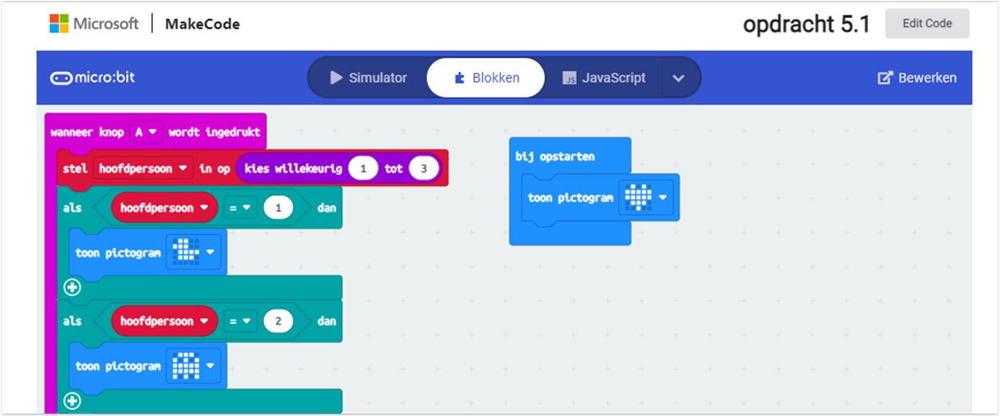 Microsoft MakeCode opdracht 5.1 Edit Code
micro:bit Simulator Blokken JS JavaScript Bewerken
wanneer knop A wordt ingedrukt
stel hoofdpersoon in op kies willekeurig 1 tot 3
als hoofdpersoon = 1 dan
toon pictogram
als hoofdpersoon = 2 dan
toon pictogram
bij opstarten
toon pictogram